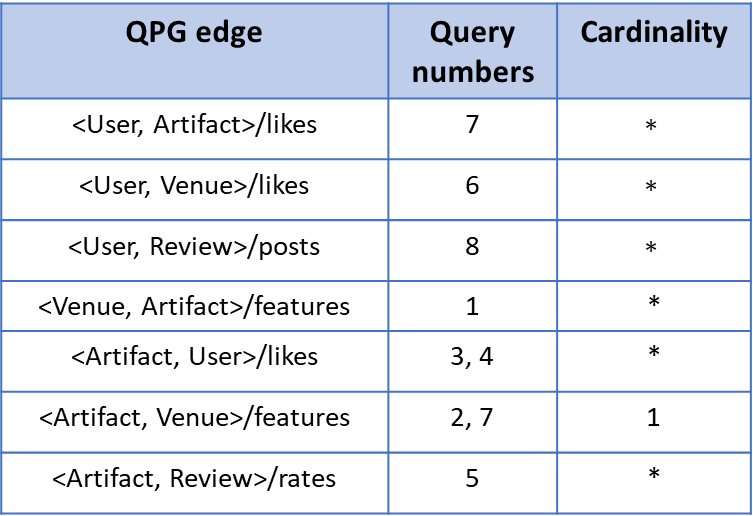 QPG edge Query numbers Cardinality
<User, Artifact>/likes 7 *
<User, Venue>/likes 6 *
<User, Review>/posts 8 *
<Venue, Artifact>/features 1 *
<Artifact, User>/likes 3, 4 *
<Artifact, Venue>/features 2, 7 1
<Artifact, Review>/rates 5 *